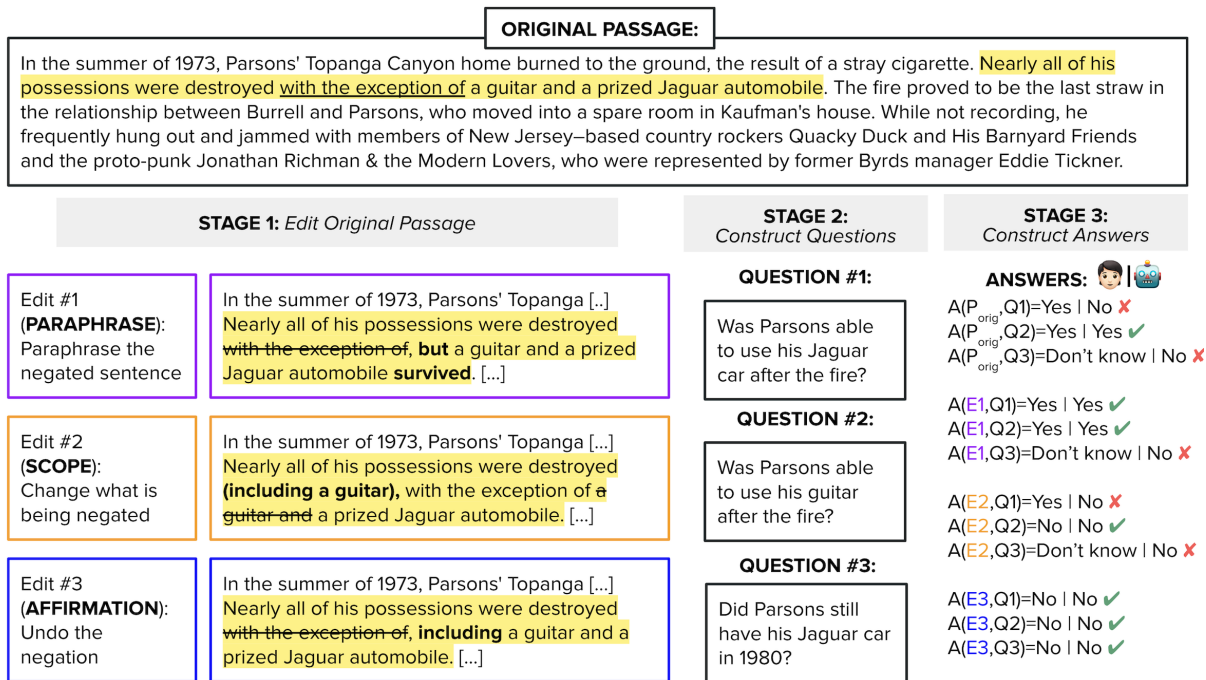 ORIGINAL PASSAGE:
In the summer of 1973, Parsons' Topanga Canyon home burned to the ground, the result of a stray cigarette. Nearly all of his
possessions were destroyed with the exception of a guitar and a prized Jaguar automobile. The fire proved to be the last straw in
the relationship between Burrell and Parsons, who moved into a spare room in Kaufman's house. While not recording, he
frequently hung out and jammed with members of New Jersey–based country rockers Quacky Duck and His Barnyard Friends
and the proto-punk Jonathan Richman & the Modern Lovers, who were represented by former Byrds manager Eddie Tickner.
STAGE 1: Edit Original Passage
Edit #1
(PARAPHRASE):
Paraphrase the
negated sentence
In the summer of 1973, Parsons' Topanga [..]
Nearly all of his possessions were destroyed
with the exception of, but a guitar and a prized
Jaguar automobile survived. [...]
Edit #2
(SCOPE):
Change what is
being negated
In the summer of 1973, Parsons' Topanga [...]
Nearly all of his possessions were destroyed
(including a guitar), with the exception of a
guitar and a prized Jaguar automobile. [...]
Edit #3
(AFFIRMATION):
Undo the
negation
In the summer of 1973, Parsons' Topanga [...]
Nearly all of his possessions were destroyed
with the exception of, including a guitar and a
prized Jaguar automobile. [...]
STAGE 2:
Construct Questions
QUESTION #1:
Was Parsons able
to use his Jaguar
car after the fire?
QUESTION #2:
Was Parsons able
to use his guitar
after the fire?
QUESTION #3:
Did Parsons still
have his Jaguar car
in 1980?
STAGE 3:
Construct Answers
ANSWERS: |
A(Porig,Q1)=Yes | No ✘
A(Porig,Q2)=Yes | Yes ✔
A(Porig,Q3)=Don't know | No ✘
A(E1,Q1)=Yes | Yes ✔
A(E1,Q2)=Yes | Yes ✔
A(E1,Q3)=Don't know | No ✘
A(E2,Q1)=Yes | No ✘
A(E2,Q2)=No | No ✔
A(E2,Q3)=Don't know | No ✘
A(E3,Q1)=No | No ✔
A(E3,Q2)=No | No ✔
A(E3,Q3)=No | No ✔